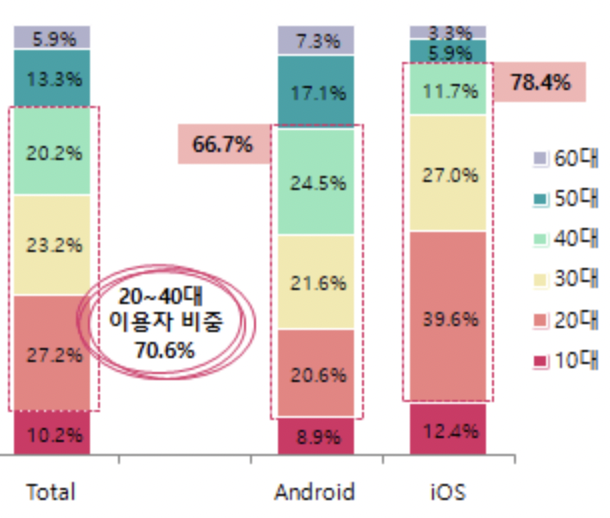 5.9%
13.3%
20.2%
23.2%
27.2%
10.2%
20~40대
이용자 비중
70.6%
66.7%
7.3%
17.1%
24.5%
21.6%
20.6%
8.9%
3.3%
5.9%
11.7%
27.0%
39.6%
12.4%
78.4%
60대
50대
40대
30대
20대
10대
Total
Android
iOS